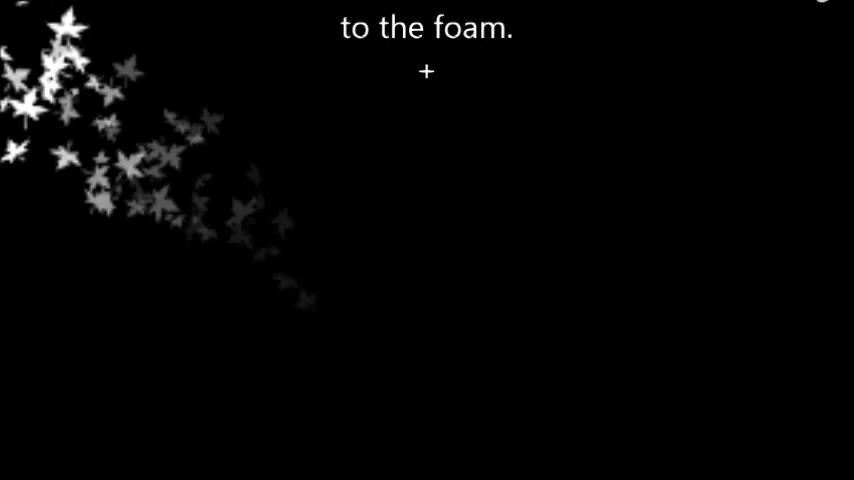 to the foam.
+